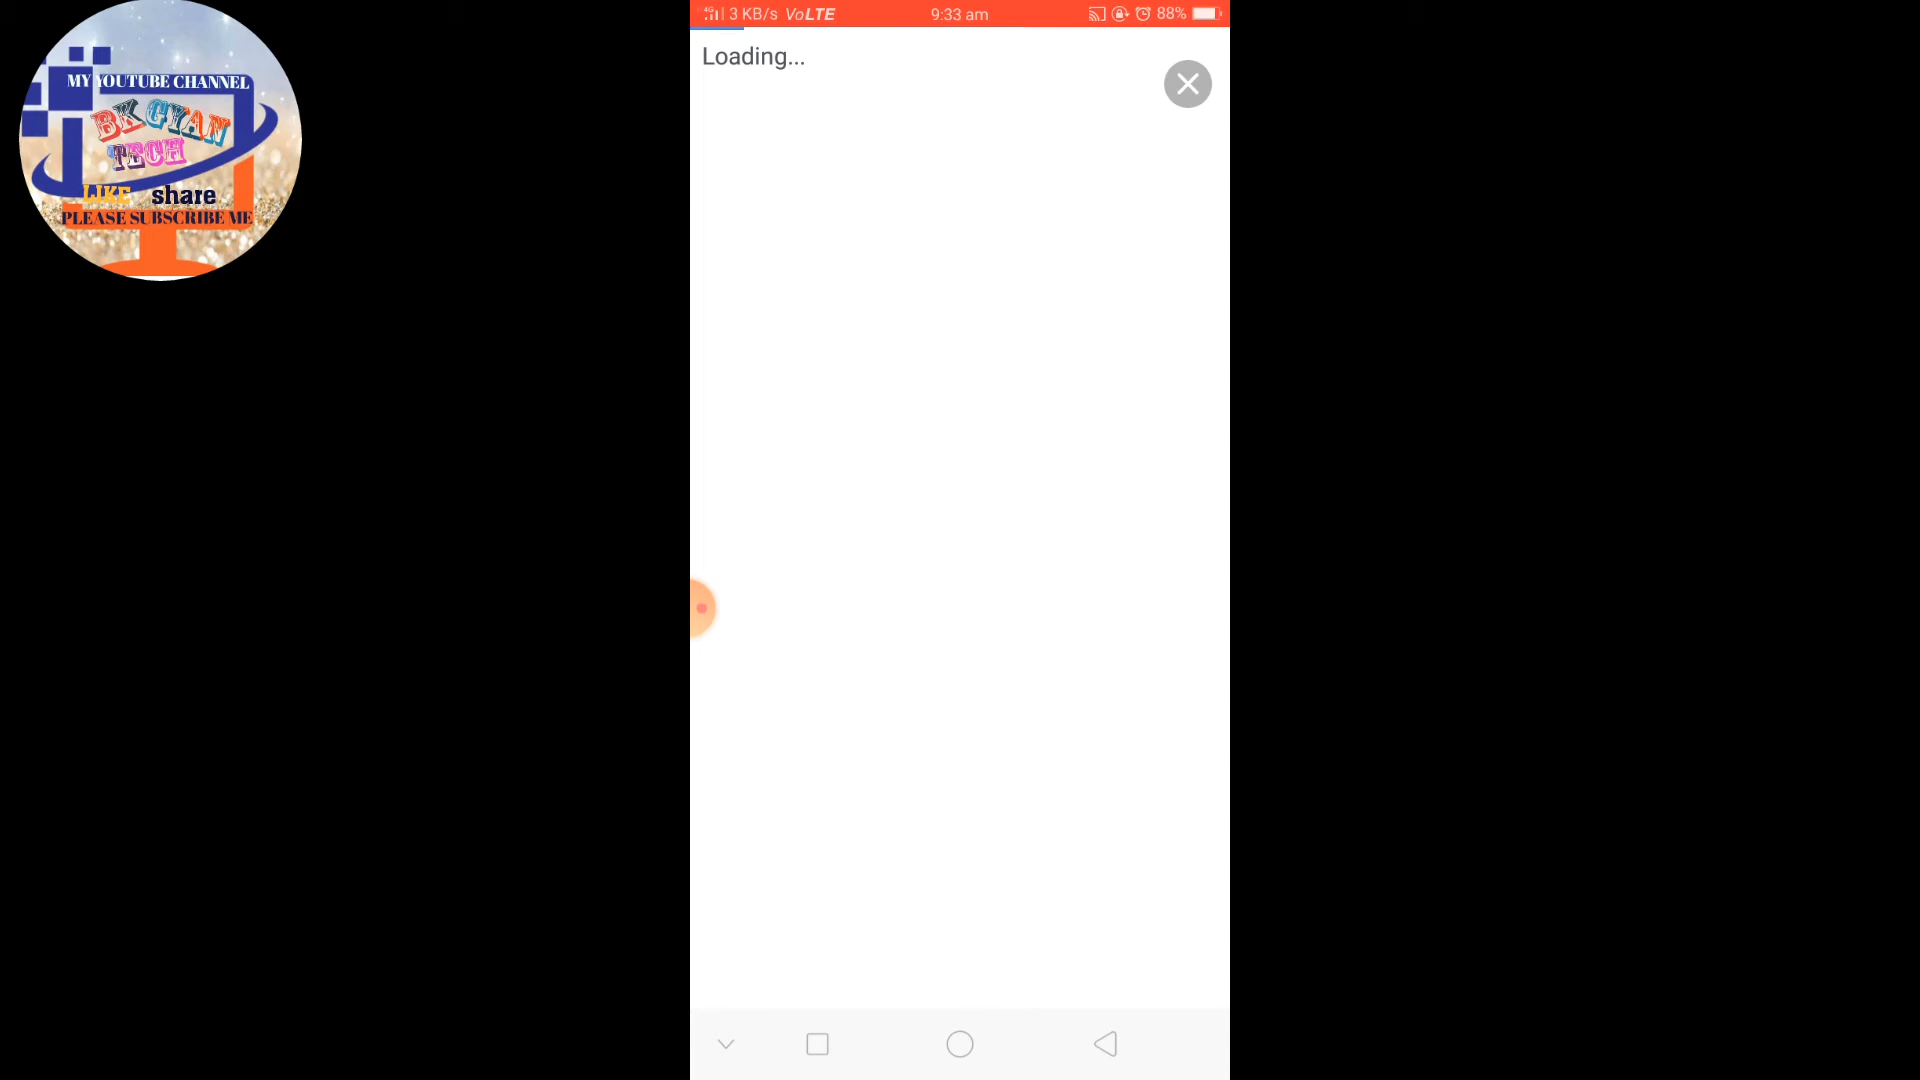 MY YOUTUBE CHANNEL
BK GYAN
TECH
LIKE share
PLEASE SUBSCRIBE ME
4G 3 KB/s VoLTE 9:33 am 88%
Loading...